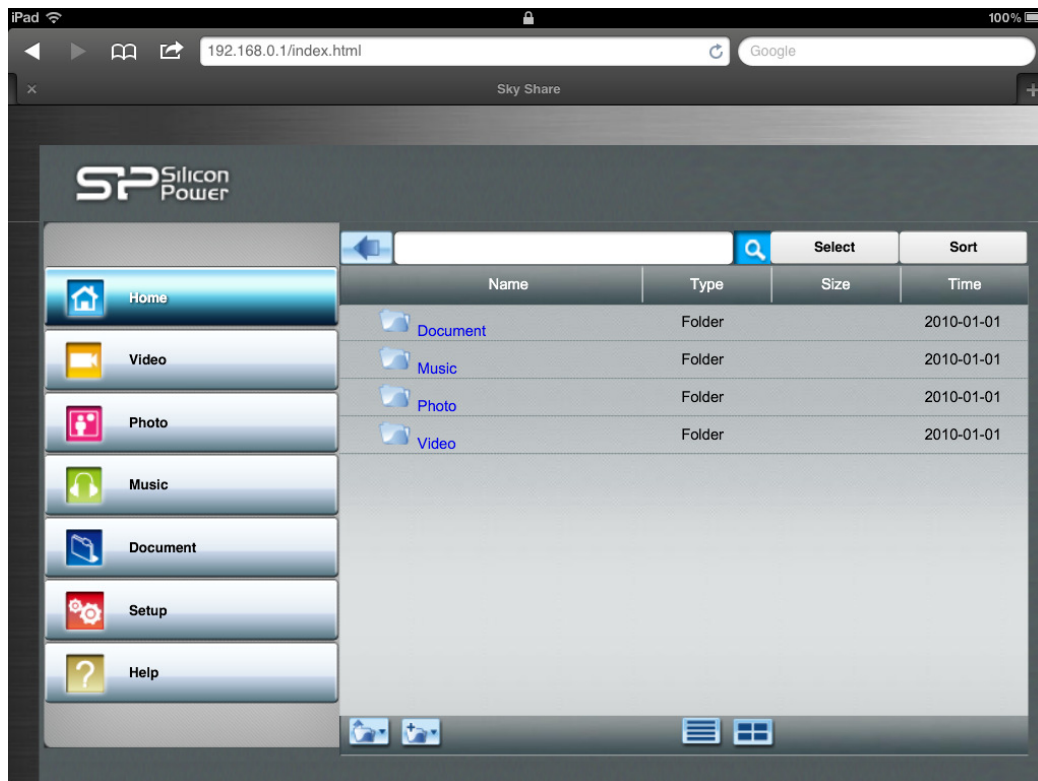 iPad 100%
192.168.0.1/index.html Google
Sky Share
SP Silicon Power
Select Sort
Name Type Size Time
Home
Video
Photo
Music
Document
Setup
Help
Document Folder 2010-01-01
Music Folder 2010-01-01
Photo Folder 2010-01-01
Video Folder 2010-01-01